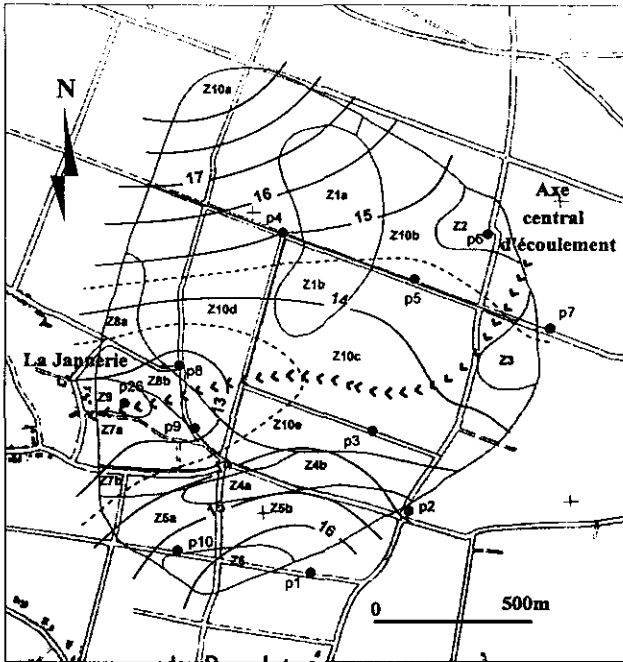 N
Z10a
17
16
Z1a
15
p4
Z10b
Z2
p6
Axe
central
d'écoulement
p5
Z1b
14
p7
Z10d
Z8a
La Jannerie
p8
Z10c
Z3
Z8b
p26
Z9
13
Z7a
p9
Z10e
p3
Z4b
Z7b
Z4a
15
Z5b
Z5a
16
p2
p10
Z6
p1
0 500m